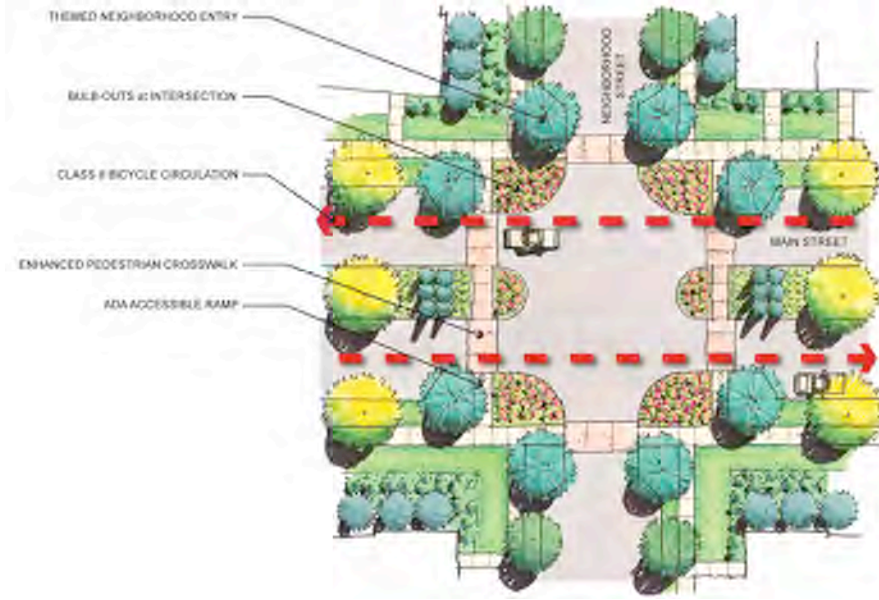 THEMED NEIGHBORHOOD ENTRY
NEIGHBORHOOD
STREET
BULB-OUTS at INTERSECTION
CLASS II BICYCLE CIRCULATION
MAIN STREET
ENHANCED PEDESTRIAN CROSSWALK
ADA ACCESSIBLE RAMP